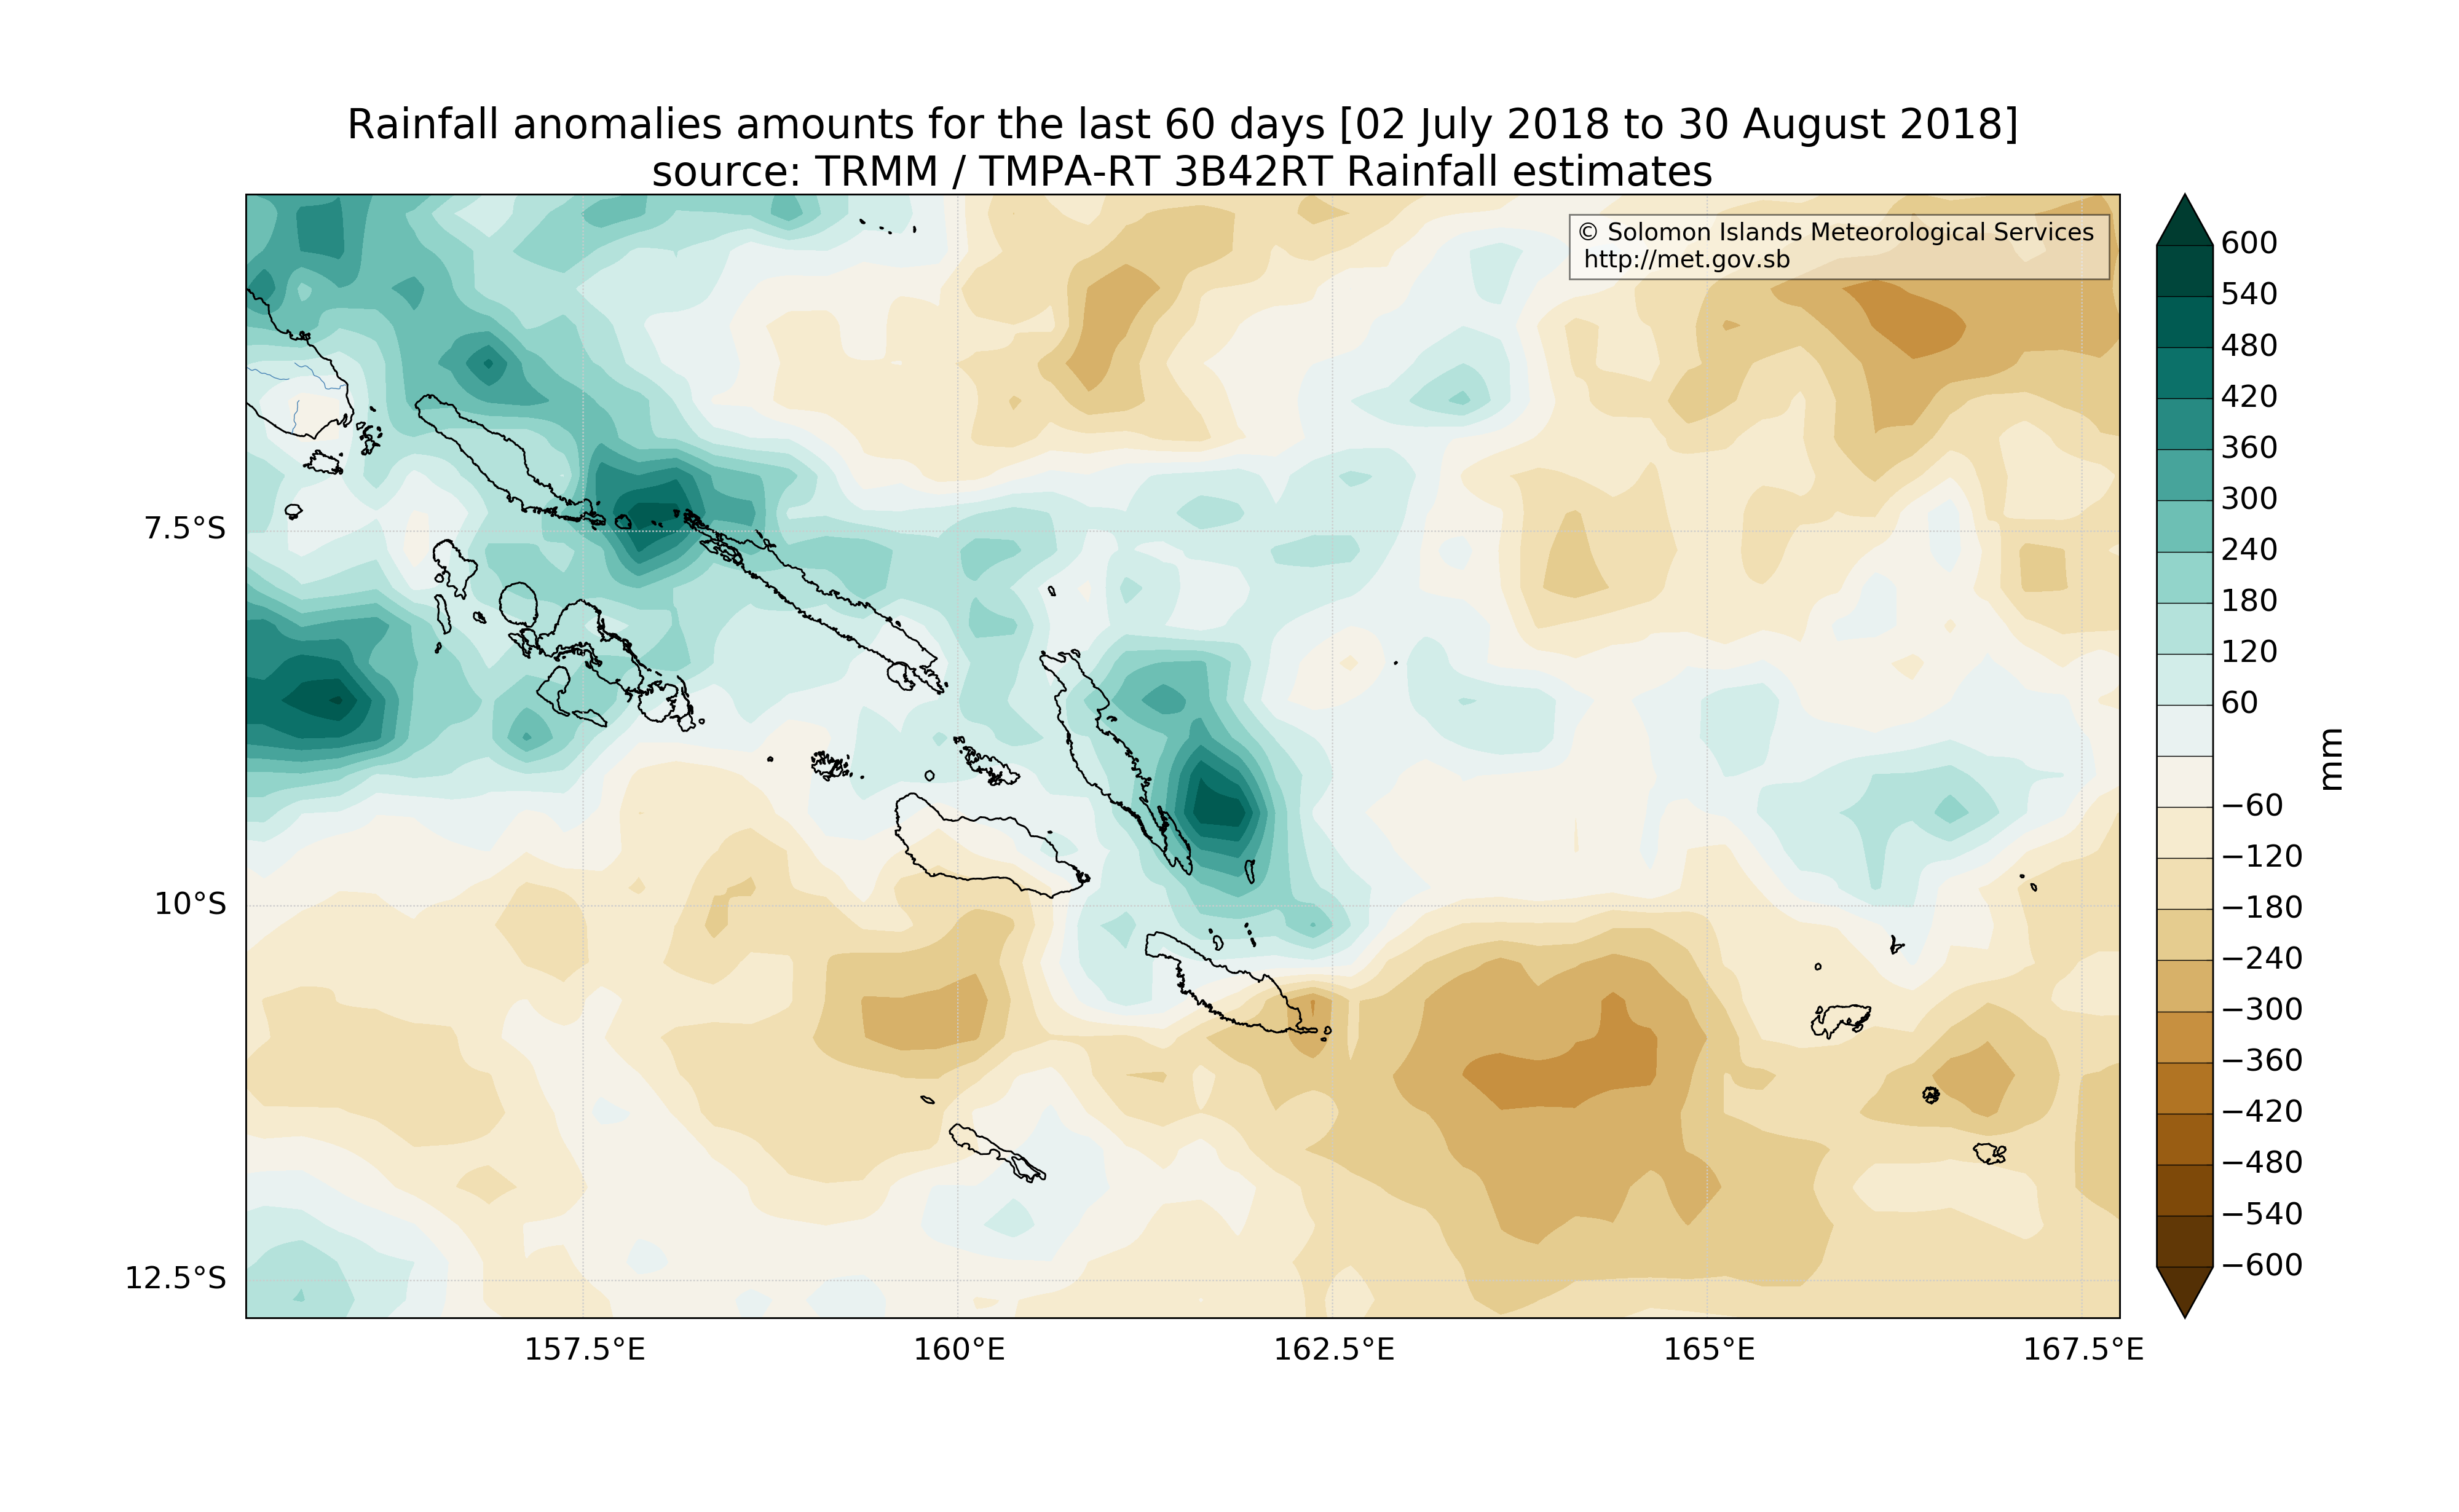 Rainfall anomalies amounts for the last 60 days [02 July 2018 to 30 August 2018]
source: TRMM / TMPA-RT 3B42RT Rainfall estimates
© Solomon Islands Meteorological Services
http://met.gov.sb
7.5°S
10°S
12.5°S
157.5°E
160°E
162.5°E
165°E
167.5°E
600
540
480
420
360
300
240
180
120
60
−60
−120
−180
−240
−300
−360
−420
−480
−540
−600
mm